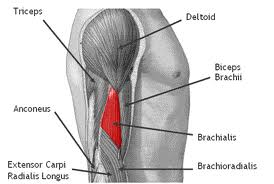 Triceps
Deltoid
Biceps
Brachii
Anconeus
Brachialis
Extensor Carpi
Radialis Longus
Brachioradialis